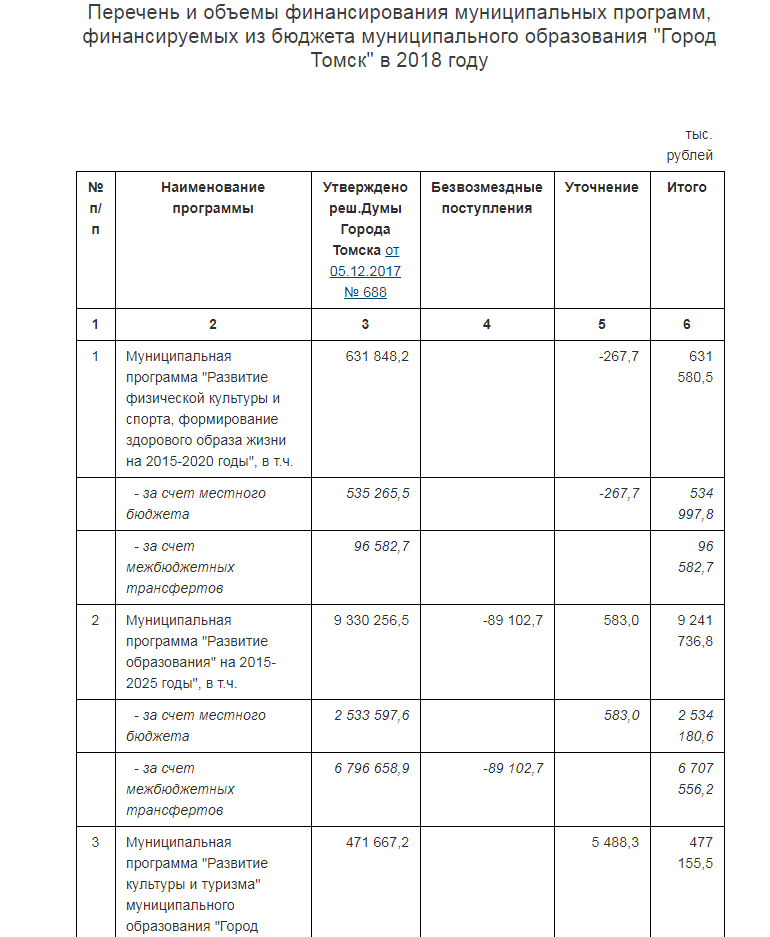 Перечень и объемы финансирования муниципальных программ,
финансируемых из бюджета муниципального образования "Город
Томск" в 2018 году
тыс.
рублей
№
п/
п
Наименование
программы
Утверждено
реш.Думы
Города
Томска от
05.12.2017
№ 688
Безвозмездные
поступления
Уточнение
Итого
1
2
3
4
5
6
1
Муниципальная
программа "Развитие
физической культуры и
спорта, формирование
здорового образа жизни
на 2015-2020 годы", в т.ч.
631 848,2
-267,7
631
580,5
- за счет местного
бюджета
535 265,5
-267,7
534
997,8
- за счет
межбюджетных
трансфертов
96 582,7
96
582,7
2
Муниципальная
программа "Развитие
образования" на 2015-
2025 годы", в т.ч.
9 330 256,5
-89 102,7
583,0
9 241
736,8
- за счет местного
бюджета
2 533 597,6
583,0
2 534
180,6
- за счет
межбюджетных
трансфертов
6 796 658,9
-89 102,7
6 707
556,2
3
Муниципальная
программа "Развитие
культуры и туризма"
муниципального
образования "Город
471 667,2
5 488,3
477
155,5